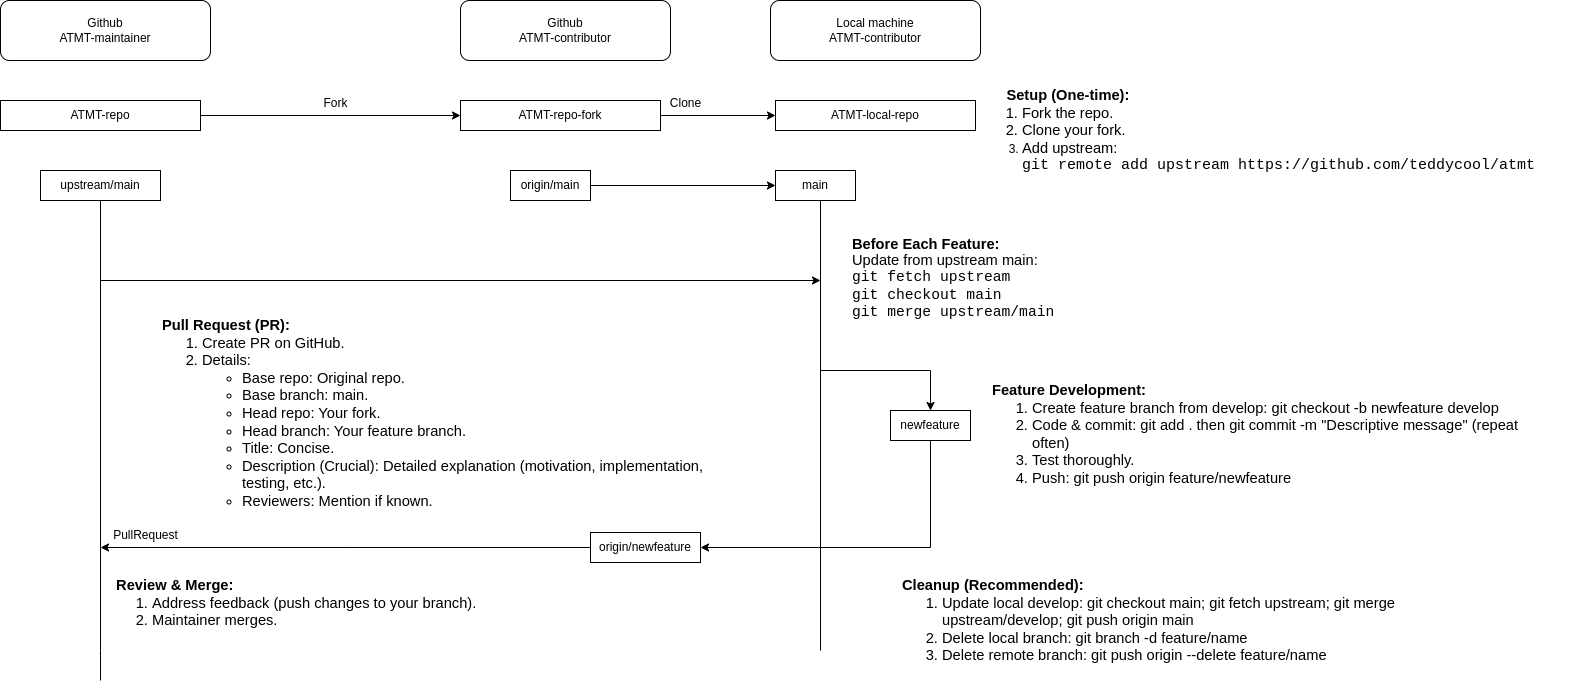 Github
ATMT-maintainer
Github
ATMT-contributor
Local machine
ATMT-contributor
ATMT-repo
Fork
ATMT-repo-fork
Clone
ATMT-local-repo
Setup (One-time):
1. Fork the repo.
2. Clone your fork.
3. Add upstream:
git remote add upstream https://github.com/teddycool/atmt
upstream/main
origin/main
main
Before Each Feature:
Update from upstream main:
git fetch upstream
git checkout main
git merge upstream/main
Pull Request (PR):
1. Create PR on GitHub.
2. Details:
Base repo: Original repo.
Base branch: main.
Head repo: Your fork.
Head branch: Your feature branch.
Title: Concise.
Description (Crucial): Detailed explanation (motivation, implementation,
testing, etc.).
Reviewers: Mention if known.
newfeature
Feature Development:
1. Create feature branch from develop: git checkout -b newfeature develop
2. Code & commit: git add . then git commit -m "Descriptive message" (repeat
often)
3. Test thoroughly.
4. Push: git push origin feature/newfeature
PullRequest
origin/newfeature
Review & Merge:
1. Address feedback (push changes to your branch).
2. Maintainer merges.
Cleanup (Recommended):
1. Update local develop: git checkout main; git fetch upstream; git merge
upstream/develop; git push origin main
2. Delete local branch: git branch -d feature/name
3. Delete remote branch: git push origin --delete feature/name